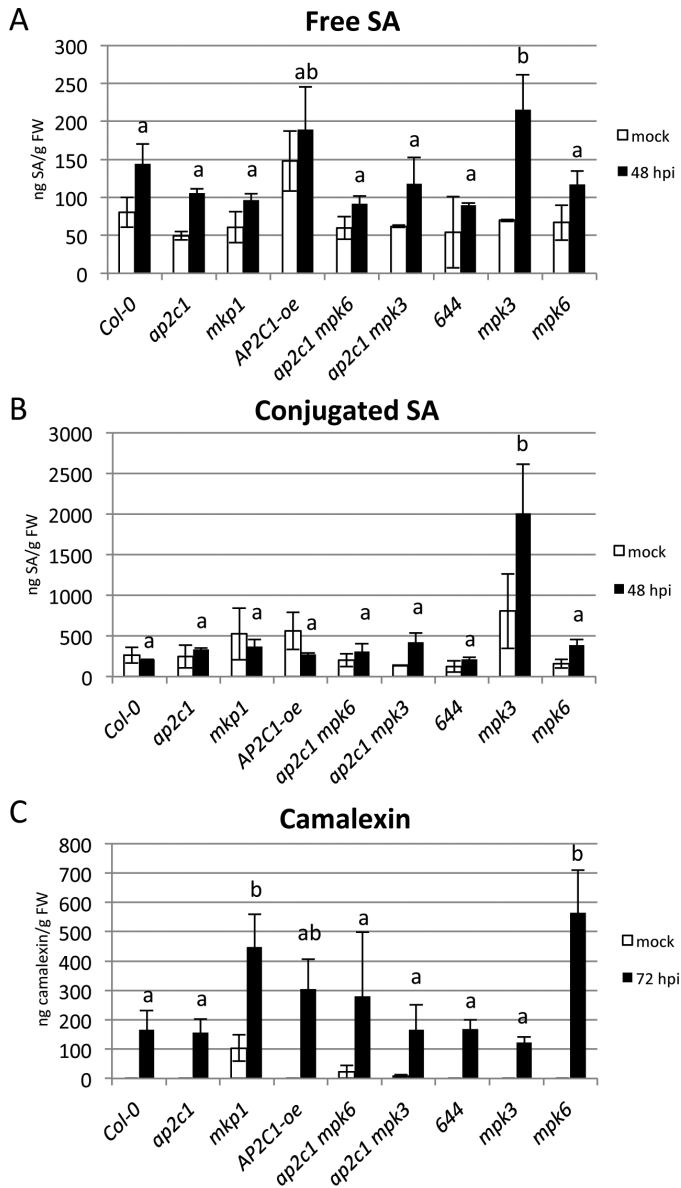 A
Free SA
ng SA/g FW
300
250
200
150
100
50
0
a a a ab a a a b a
mock
48 hpi
Col-0 ap2c1 mkp1 AP2C1-oe ap2c1 mpk6 ap2c1 mpk3 644 mpk3 mpk6
B
Conjugated SA
ng SA/g FW
3000
2500
2000
1500
1000
500
0
a a a a a a a b a
mock
48 hpi
Col-0 ap2c1 mkp1 AP2C1-oe ap2c1 mpk6 ap2c1 mpk3 644 mpk3 mpk6
C
Camalexin
ng camalexin/g FW
800
700
600
500
400
300
200
100
0
a a b ab a a a a b
mock
72 hpi
Col-0 ap2c1 mkp1 AP2C1-oe ap2c1 mpk6 ap2c1 mpk3 644 mpk3 mpk6